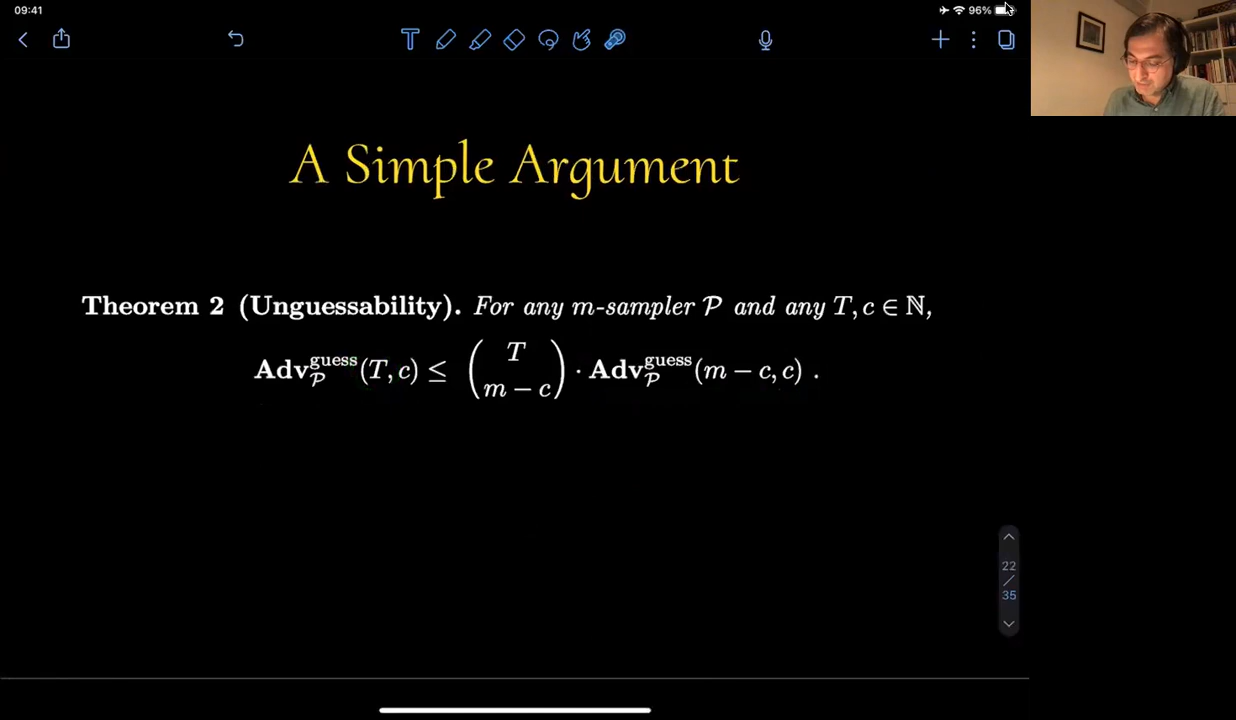 09:41
96%
A Simple Argument
Theorem 2 (Unguessability). For any m-sampler 𝒫 and any T, c ∈ ℕ,
Adv_𝒫^guess(T, c) ≤ (T choose m − c) · Adv_𝒫^guess(m − c, c) .
22
/
35